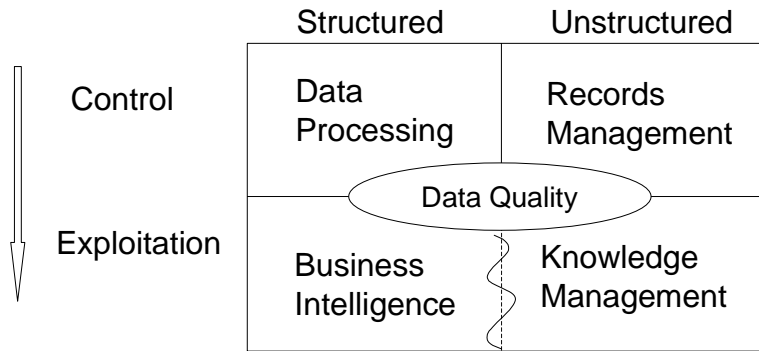 Structured
Unstructured
Control
Data
Processing
Records
Management
Data Quality
Exploitation
Business
Intelligence
Knowledge
Management